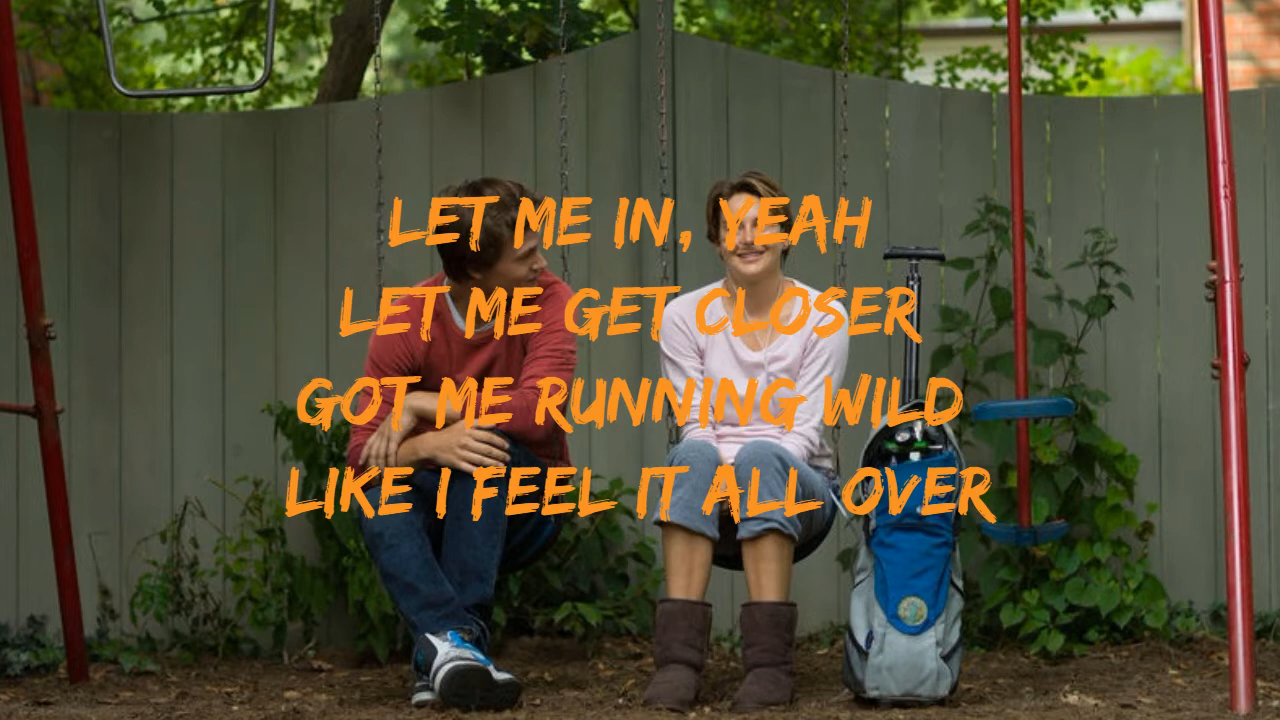 LET ME IN, YEAH
LET ME GET CLOSER
GOT ME RUNNING WILD
LIKE I FEEL IT ALL OVER